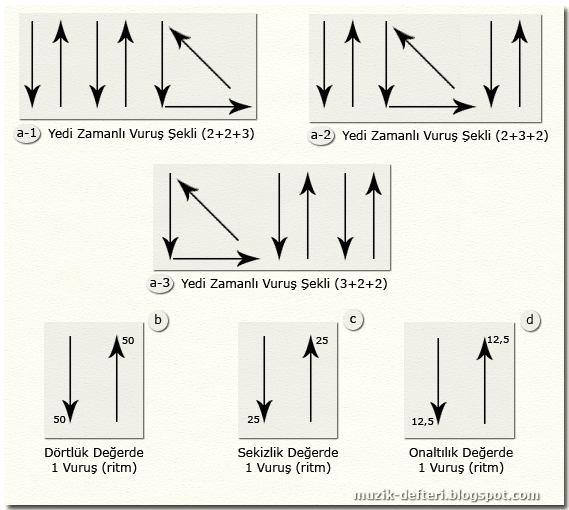 a-1 Yedi Zamanlı Vuruş Şekli (2+2+3)
a-2 Yedi Zamanlı Vuruş Şekli (2+3+2)
a-3 Yedi Zamanlı Vuruş Şekli (3+2+2)
b
50
50
Dörtlük Değerde
1 Vuruş (ritm)
c
25
25
Sekizlik Değerde
1 Vuruş (ritm)
d
12,5
12,5
Onaltılık Değerde
1 Vuruş (ritm)
muzik-defteri.blogspot.com